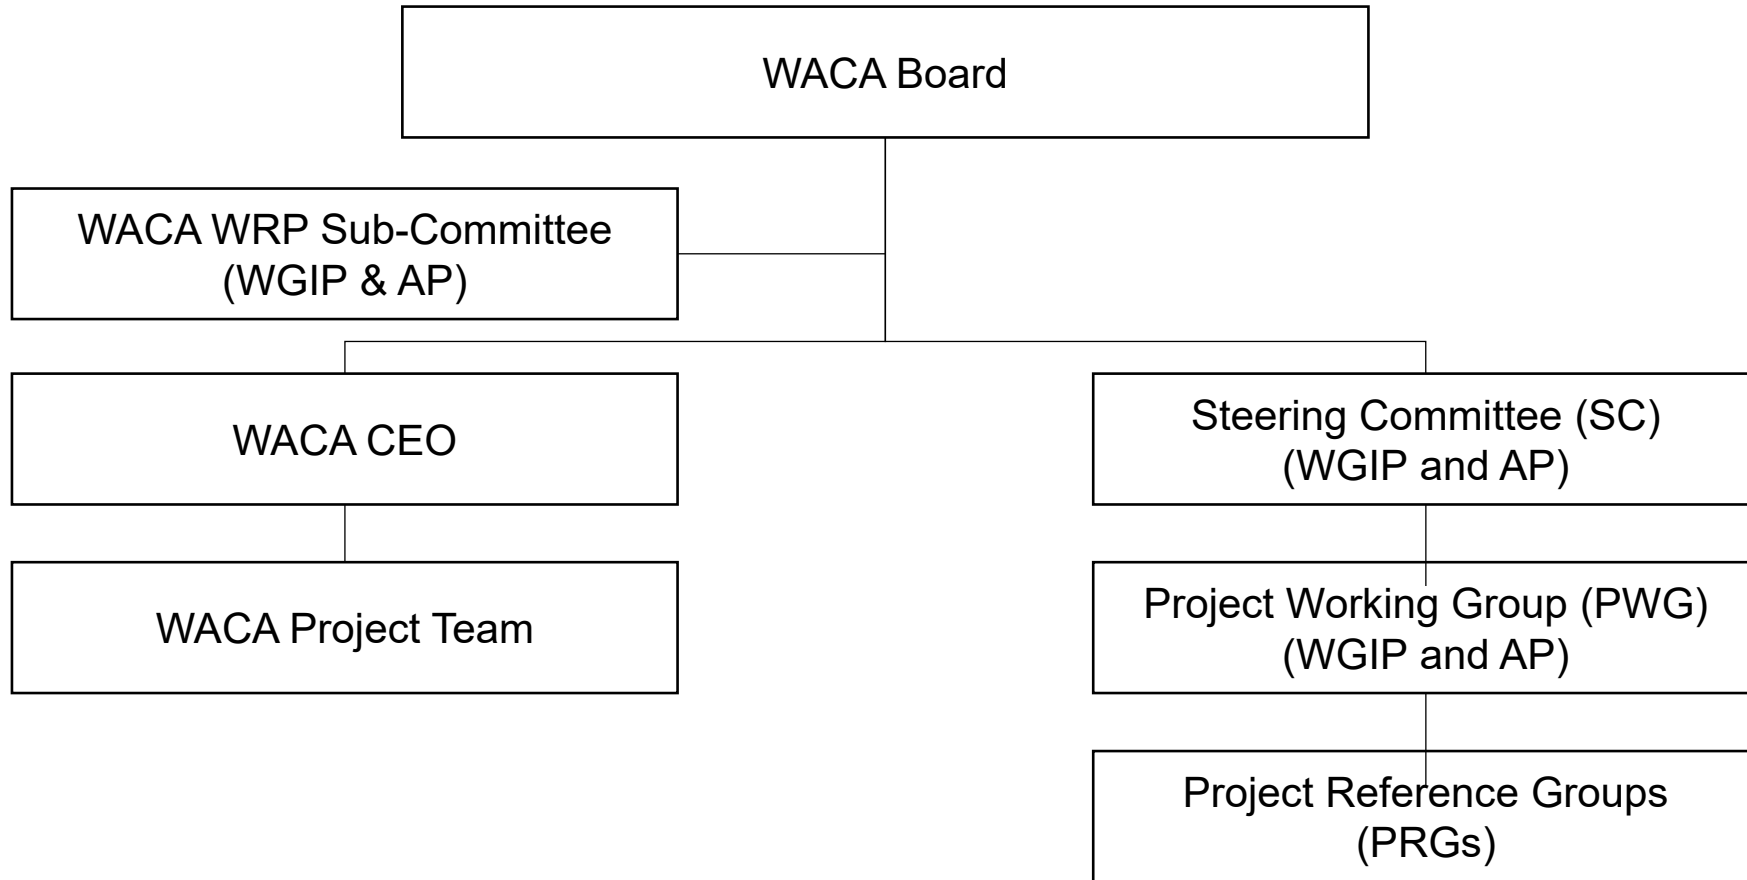 WACA Board
WACA WRP Sub-Committee
(WGIP & AP)
WACA CEO
Steering Committee (SC)
(WGIP and AP)
WACA Project Team
Project Working Group (PWG)
(WGIP and AP)
Project Reference Groups
(PRGs)